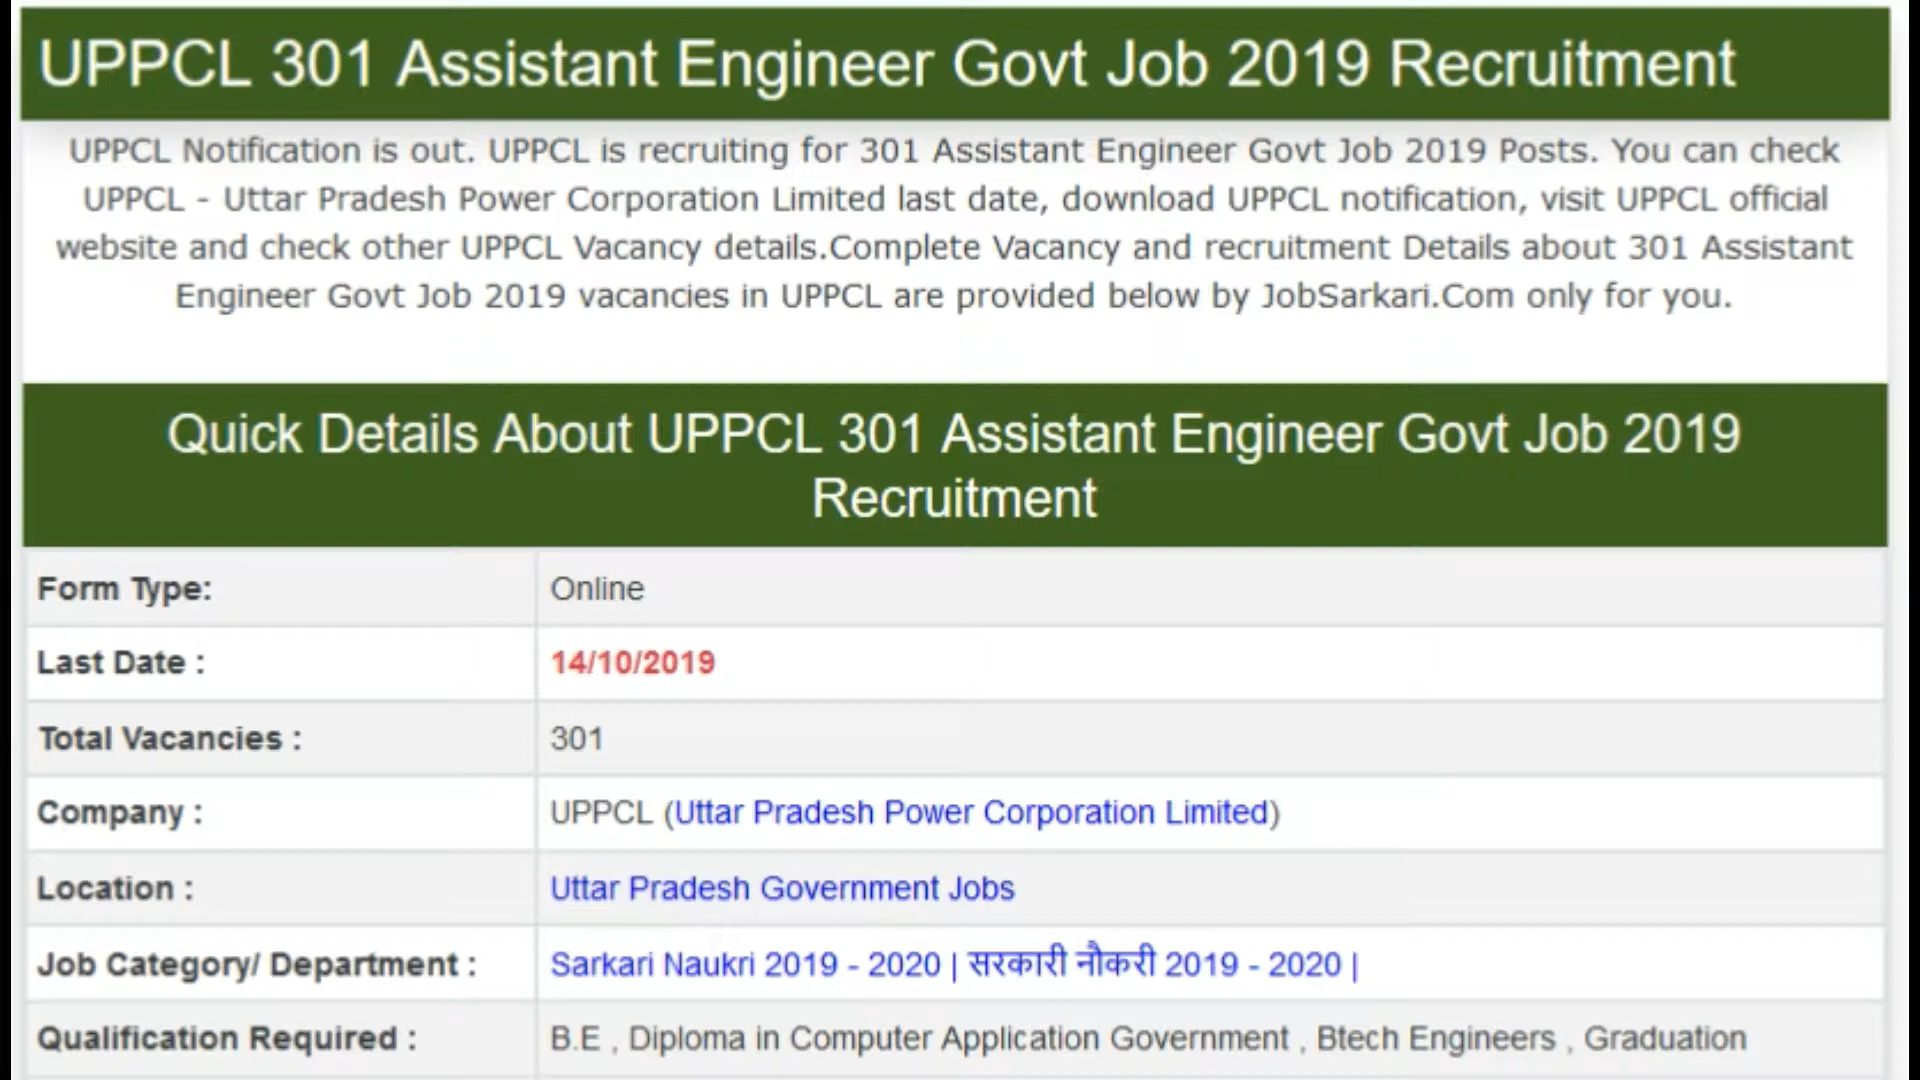 UPPCL 301 Assistant Engineer Govt Job 2019 Recruitment
UPPCL Notification is out. UPPCL is recruiting for 301 Assistant Engineer Govt Job 2019 Posts. You can check
UPPCL - Uttar Pradesh Power Corporation Limited last date, download UPPCL notification, visit UPPCL official
website and check other UPPCL Vacancy details.Complete Vacancy and recruitment Details about 301 Assistant
Engineer Govt Job 2019 vacancies in UPPCL are provided below by JobSarkari.Com only for you.
Quick Details About UPPCL 301 Assistant Engineer Govt Job 2019
Recruitment
Form Type: Online
Last Date : 14/10/2019
Total Vacancies : 301
Company : UPPCL (Uttar Pradesh Power Corporation Limited)
Location : Uttar Pradesh Government Jobs
Job Category/ Department : Sarkari Naukri 2019 - 2020 | सरकारी नौकरी 2019 - 2020 |
Qualification Required : B.E , Diploma in Computer Application Government , Btech Engineers , Graduation